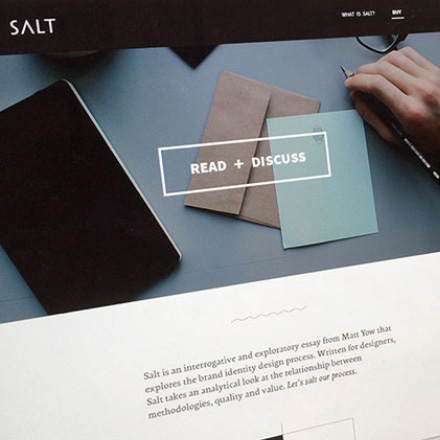 SALT
WHAT IS SALT?
BUY
READ + DISCUSS
Salt is an interrogative and exploratory essay from Matt Yow that
explores the brand identity design process. Written for designers,
Salt takes an analytical look at the relationship between
methodologies, quality and value. Let's salt our process.